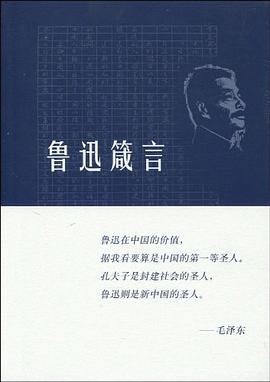 鲁迅箴言
鲁迅在中国的价值，
据我看要算是中国的第一等圣人。
孔夫子是封建社会的圣人，
鲁迅则是新中国的圣人。
——毛泽东